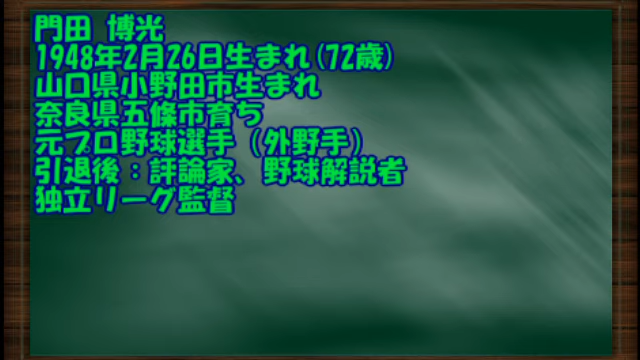 門田 博光
1948年2月26日生まれ(72歳)
山口県小野田市生まれ
奈良県五條市育ち
元プロ野球選手（外野手）
引退後：評論家、野球解説者
独立リーグ監督